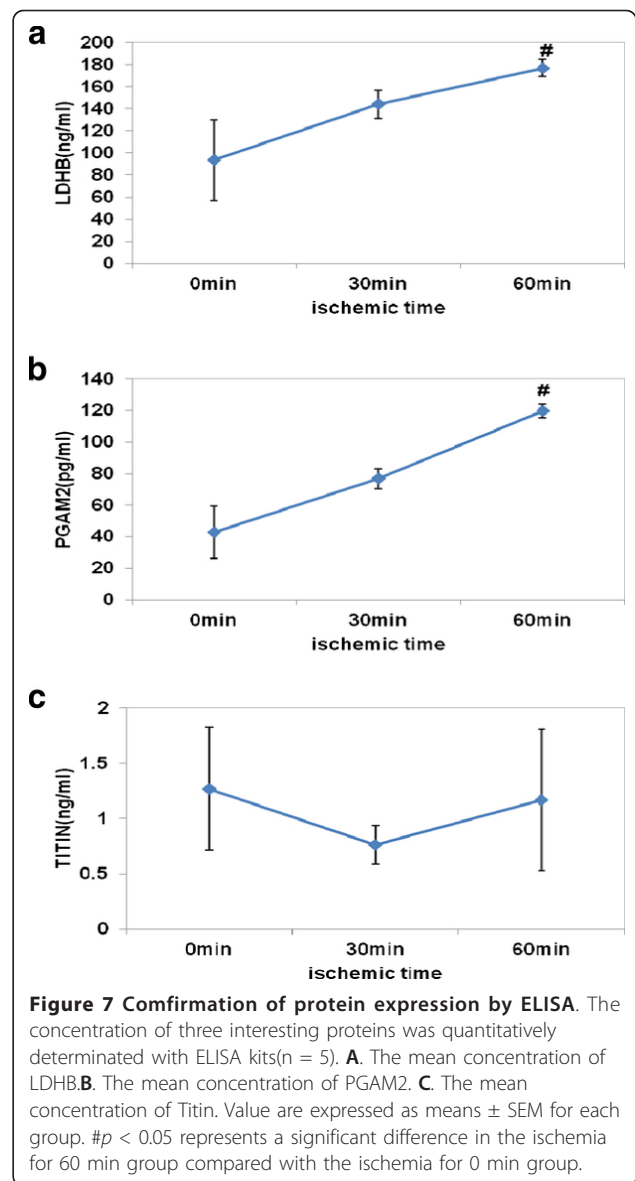 a
200
180
160
140
120
100
80
60
40
20
0
LDHB(ng/ml)
#
0min 30min 60min
ischemic time
b
140
120
100
80
60
40
20
0
PGAM2(pg/ml)
#
0min 30min 60min
ischemic time
c
2
1.5
1
0.5
0
TITIN(ng/ml)
0min 30min 60min
ischemic time
Figure 7 Comfirmation of protein expression by ELISA. The
concentration of three interesting proteins was quantitatively
determinated with ELISA kits(n = 5). A. The mean concentration of
LDHB.B. The mean concentration of PGAM2. C. The mean
concentration of Titin. Value are expressed as means ± SEM for each
group. #p < 0.05 represents a significant difference in the ischemia
for 60 min group compared with the ischemia for 0 min group.